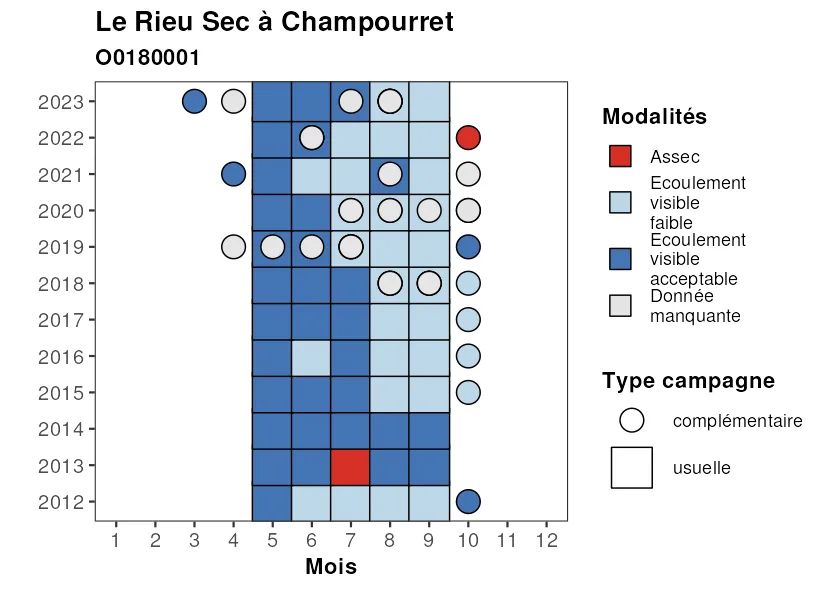 Le Rieu Sec à Champourret
O0180001
2023
2022
2021
2020
2019
2018
2017
2016
2015
2014
2013
2012
1 2 3 4 5 6 7 8 9 10 11 12
Mois
Modalités
Assec
Ecoulement
visible
faible
Ecoulement
visible
acceptable
Donnée
manquante
Type campagne
complémentaire
usuelle